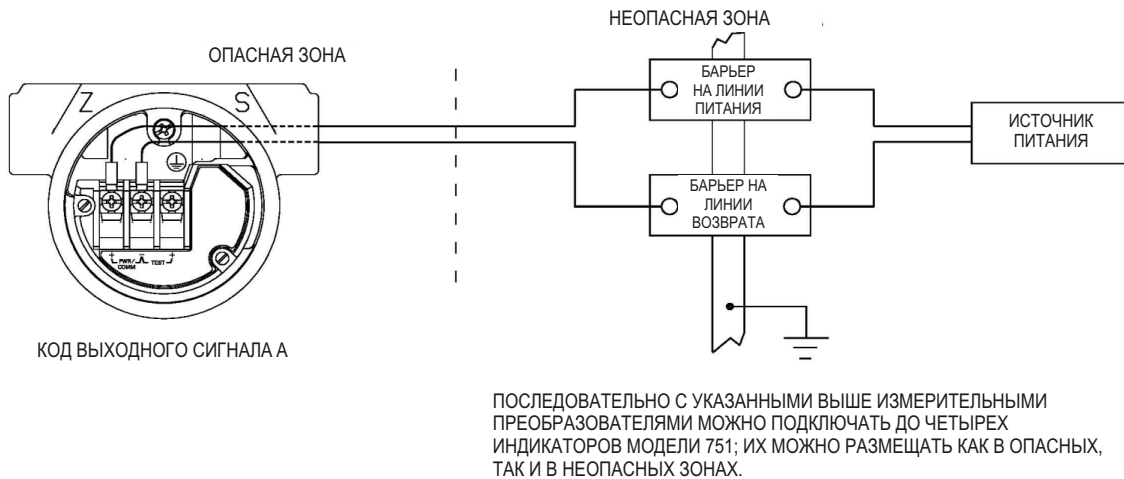 НЕОПАСНАЯ ЗОНА
ОПАСНАЯ ЗОНА
БАРЬЕР
НА ЛИНИИ
ПИТАНИЯ
ИСТОЧНИК
ПИТАНИЯ
Z S
БАРЬЕР НА
ЛИНИИ
ВОЗВРАТА
+ PWR/ - TEST +
COMM
КОД ВЫХОДНОГО СИГНАЛА А
ПОСЛЕДОВАТЕЛЬНО С УКАЗАННЫМИ ВЫШЕ ИЗМЕРИТЕЛЬНЫМИ
ПРЕОБРАЗОВАТЕЛЯМИ МОЖНО ПОДКЛЮЧАТЬ ДО ЧЕТЫРЕХ
ИНДИКАТОРОВ МОДЕЛИ 751; ИХ МОЖНО РАЗМЕЩАТЬ КАК В ОПАСНЫХ,
ТАК И В НЕОПАСНЫХ ЗОНАХ.